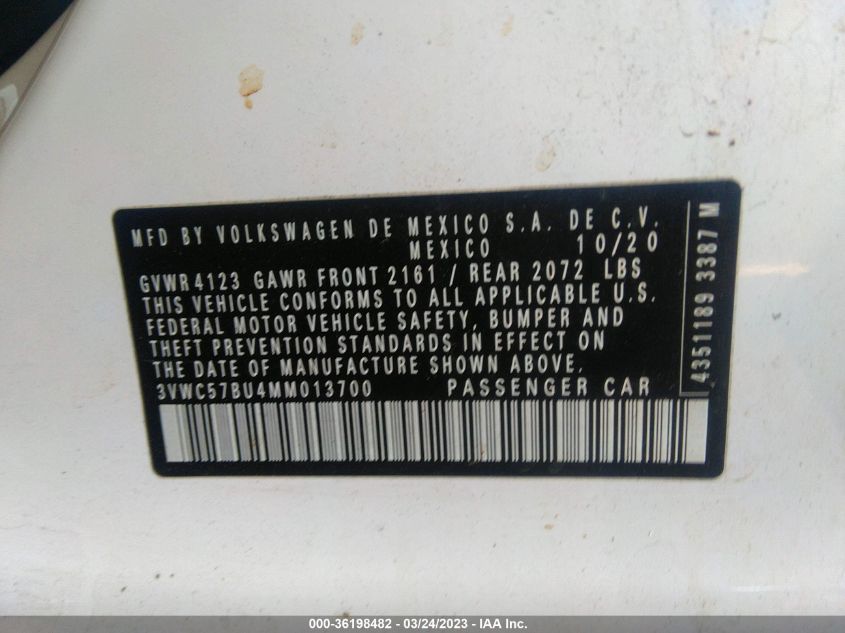 MFD BY VOLKSWAGEN DE MEXICO S.A. DE C.V.
MEXICO 10/20
GVWR 4123 GAWR FRONT 2161 / REAR 2072 LBS
THIS VEHICLE CONFORMS TO ALL APPLICABLE U.S.
FEDERAL MOTOR VEHICLE SAFETY, BUMPER AND
THEFT PREVENTION STANDARDS IN EFFECT ON
THE DATE OF MANUFACTURE SHOWN ABOVE.
3VWC57BU4MM013700 PASSENGER CAR
4351189 3387 M
000-36198482 - 03/24/2023 - IAA Inc.